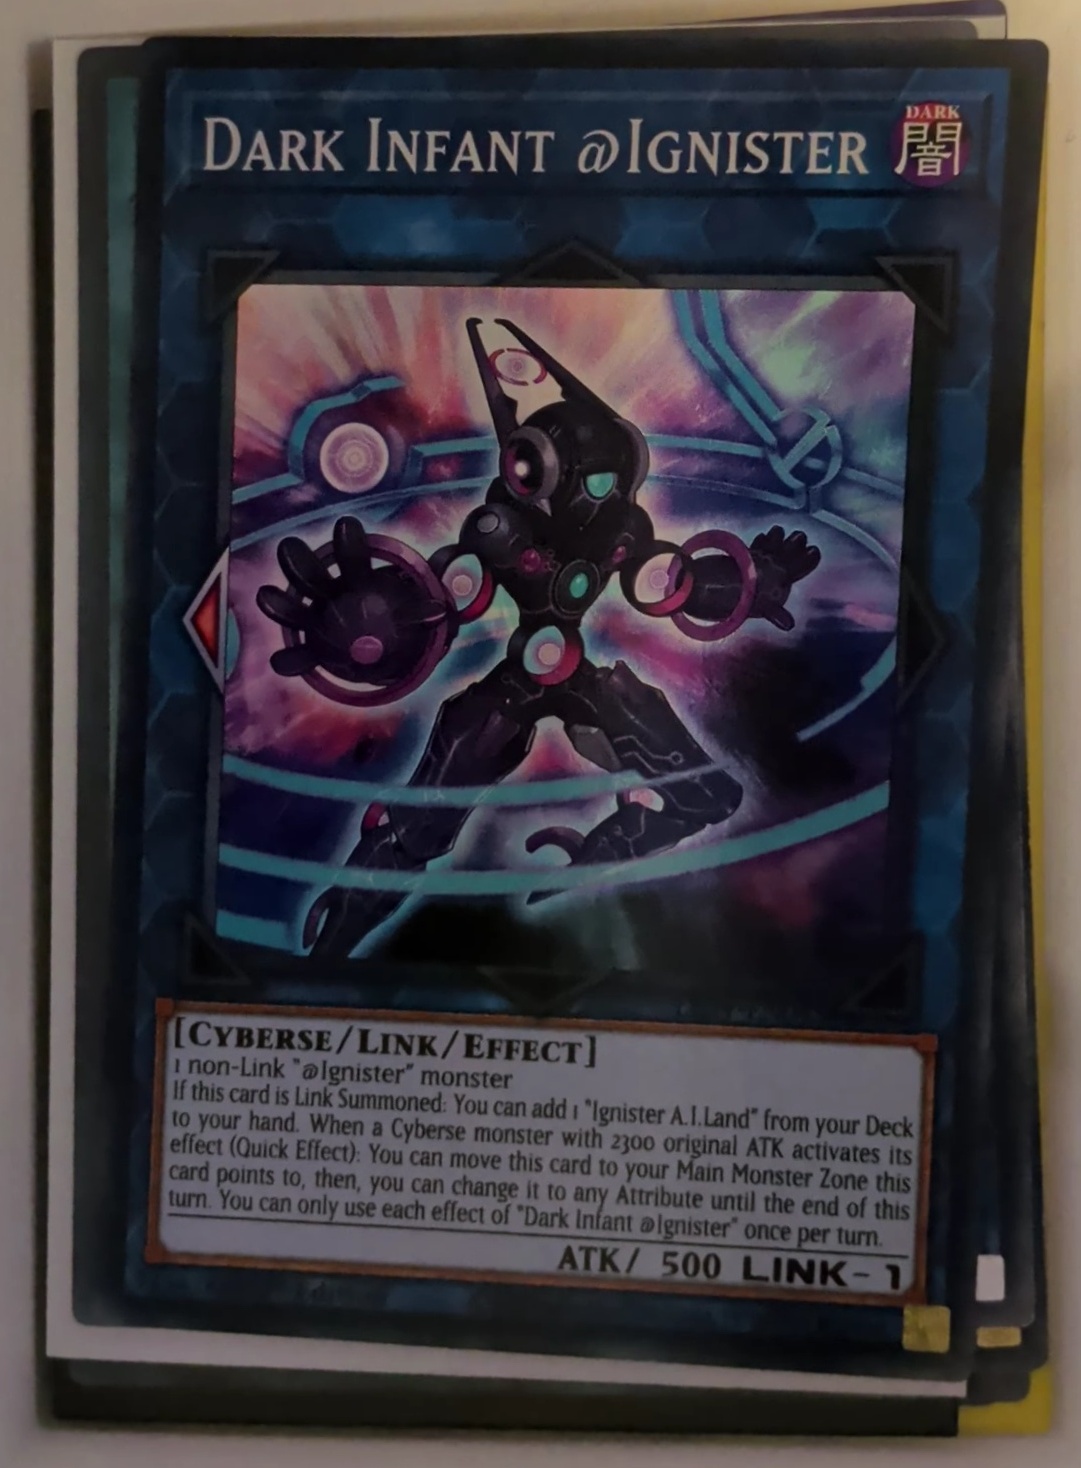 DARK INFANT @IGNISTER
DARK
闇
[CYBERSE/LINK/EFFECT]
1 non-Link "@Ignister" monster
If this card is Link Summoned: You can add 1 "Ignister A.I.Land" from your Deck
to your hand. When a Cyberse monster with 2300 original ATK activates its
effect (Quick Effect): You can move this card to your Main Monster Zone this
card points to, then, you can change it to any Attribute until the end of this
turn. You can only use each effect of "Dark Infant @Ignister" once per turn.
ATK/ 500 LINK-1